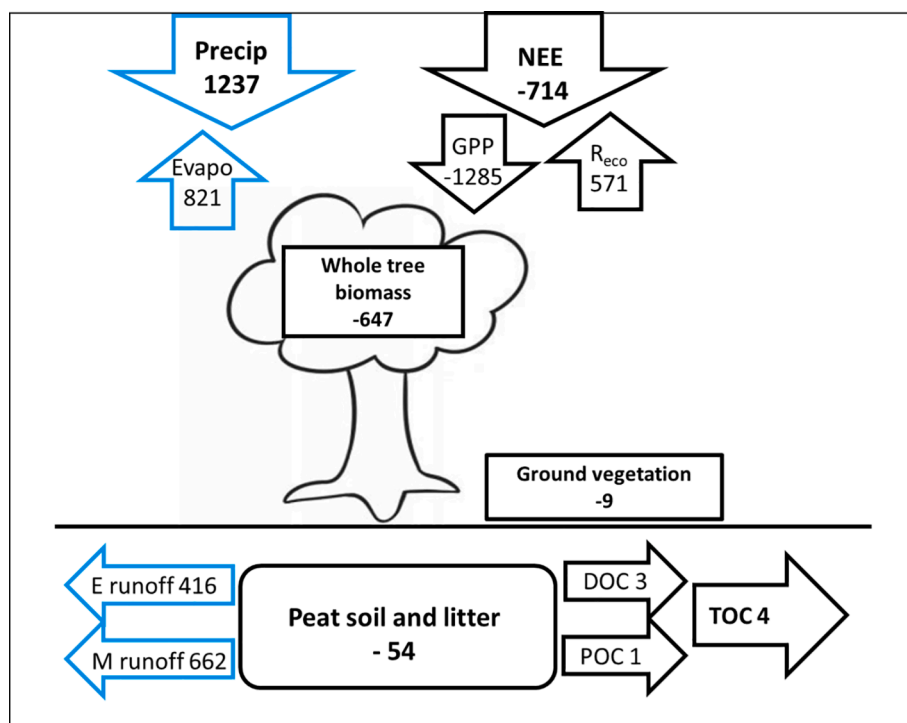 Precip
1237
NEE
-714
Evapo
821
GPP
-1285
Reco
571
Whole tree
biomass
-647
Ground vegetation
-9
E runoff 416
M runoff 662
Peat soil and litter
- 54
DOC 3
POC 1
TOC 4